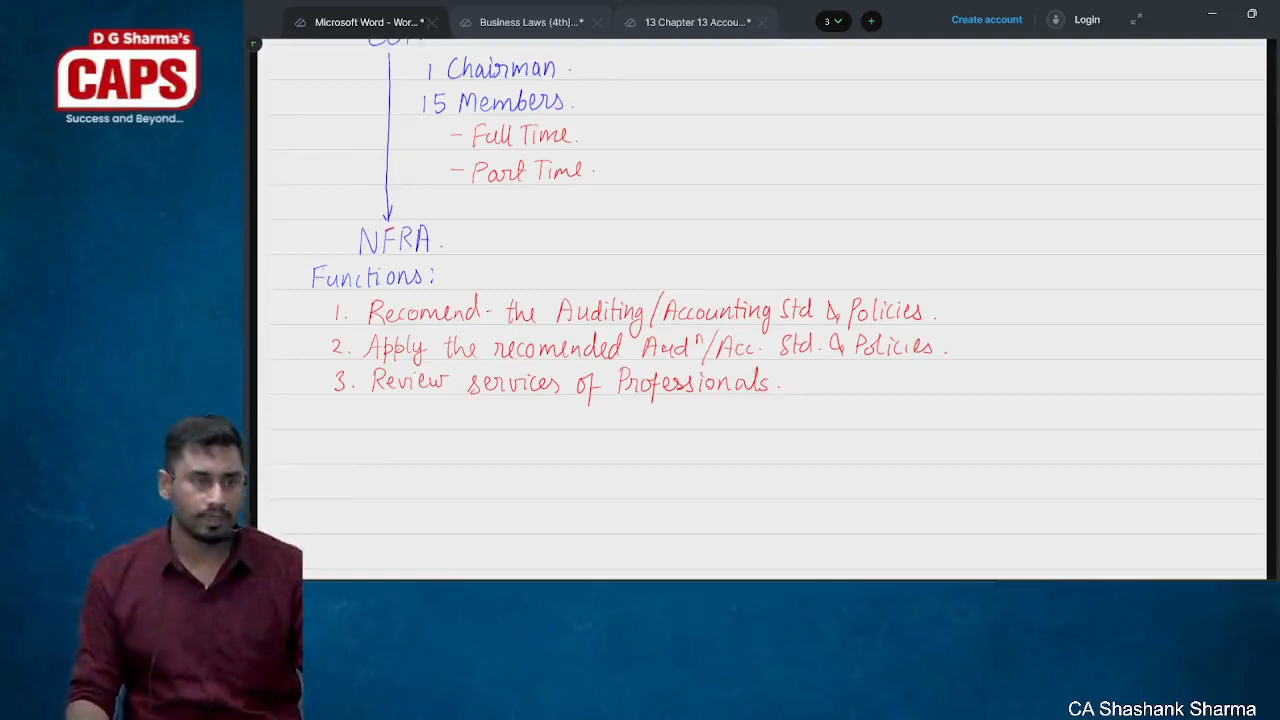 Microsoft Word - Wor...*
Business Laws (4th)...*
13 Chapter 13 Accou...*
3
Create account
Login
D G Sharma's
CAPS
Success and Beyond...
1 Chairman.
15 Members.
- Full Time.
- Part Time.
NFRA.
Functions:
1. Recomend- the Auditing/Accounting Std & Policies.
2. Apply the recomended Audⁿ/Acc. Std. & Policies.
3. Review services of Professionals.
CA Shashank Sharma